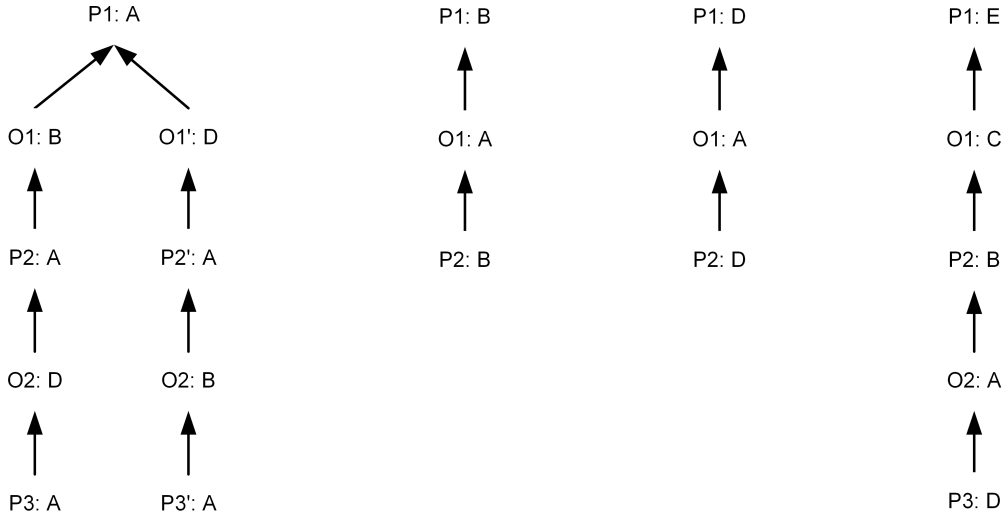 P1: A
P1: B
P1: D
P1: E
O1: B
O1': D
O1: A
O1: A
O1: C
P2: A
P2': A
P2: B
P2: D
P2: B
O2: D
O2: B
O2: A
P3: A
P3': A
P3: D